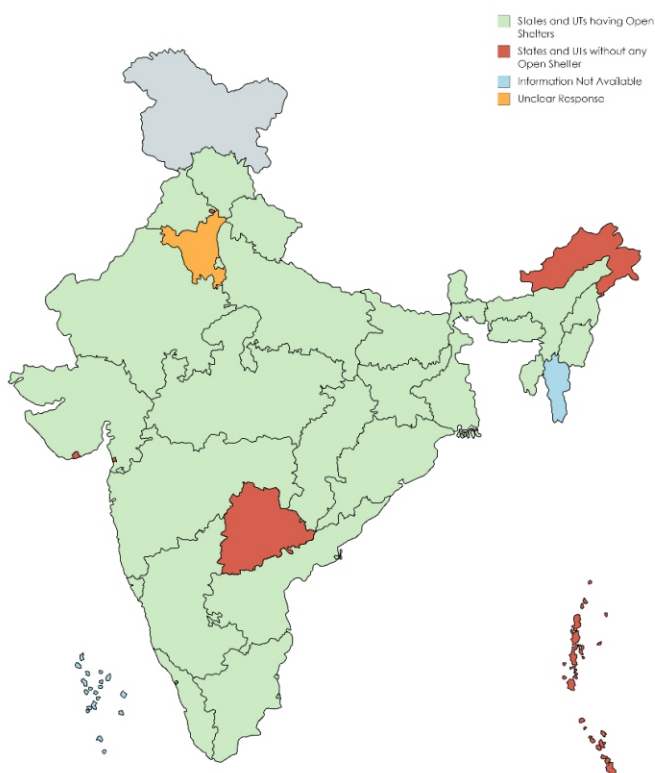 States and UTs having Open
Shelters
States and UTs without any
Open Shelter
Information Not Available
Unclear Response